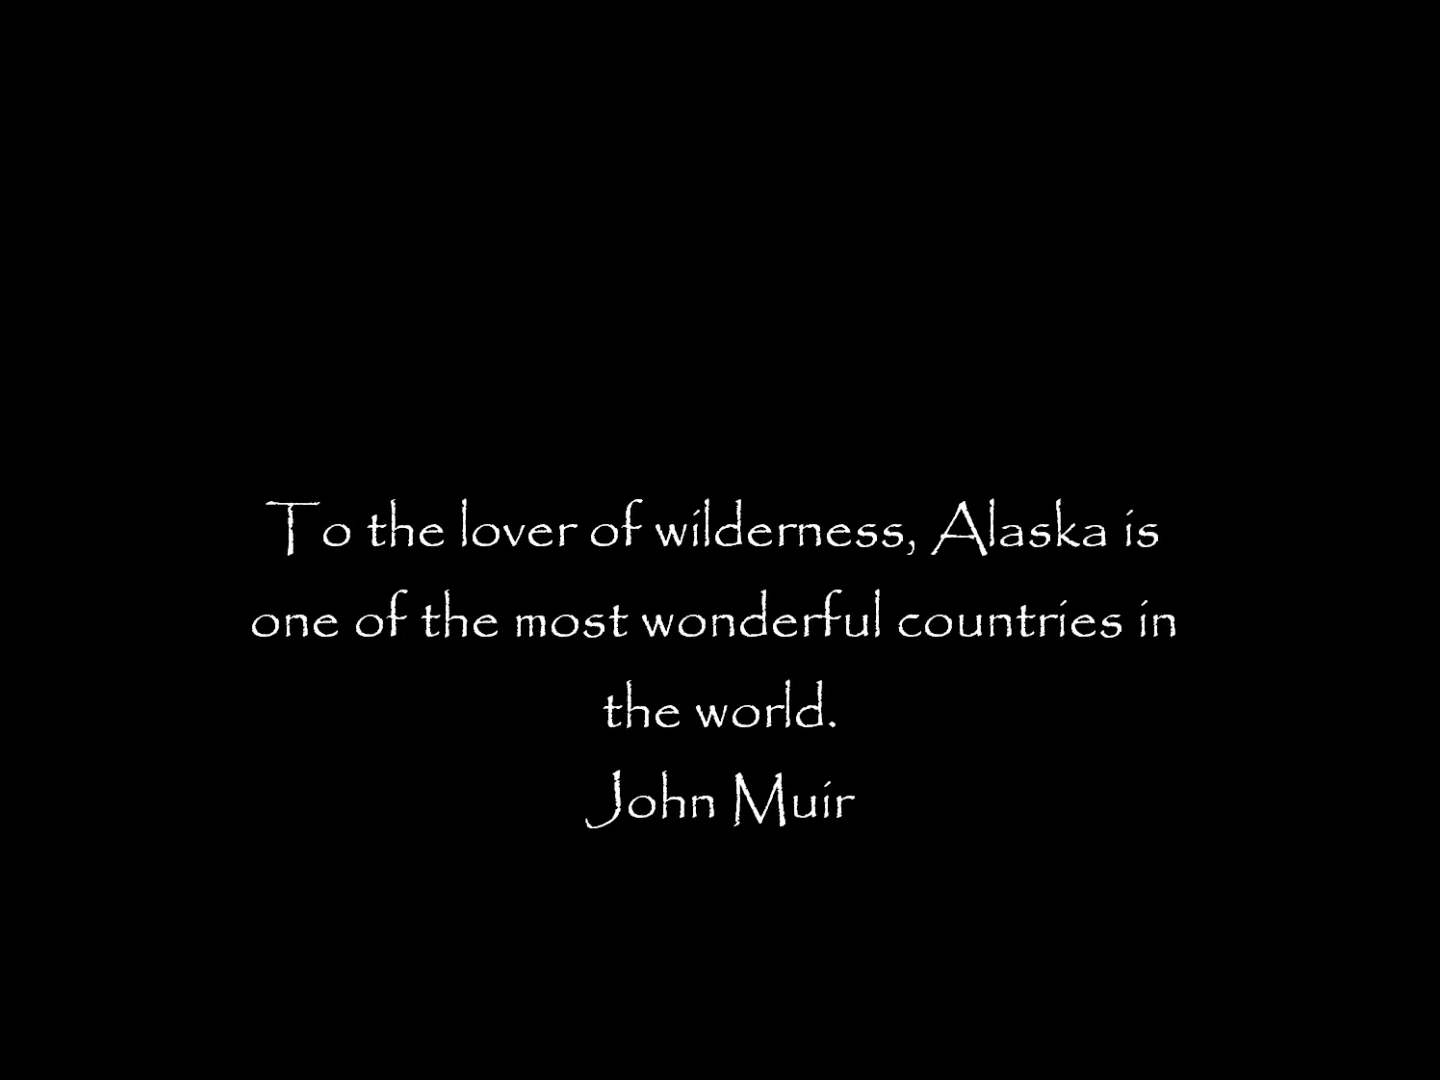 To the lover of wilderness, Alaska is
one of the most wonderful countries in
the world.
John Muir